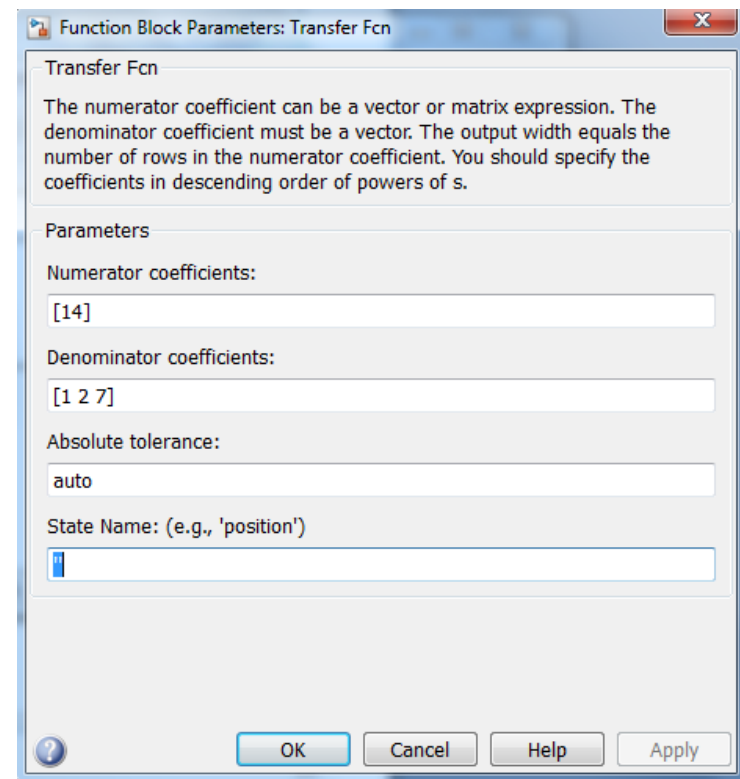 Function Block Parameters: Transfer Fcn
Transfer Fcn
The numerator coefficient can be a vector or matrix expression. The
denominator coefficient must be a vector. The output width equals the
number of rows in the numerator coefficient. You should specify the
coefficients in descending order of powers of s.
Parameters
Numerator coefficients:
[14]
Denominator coefficients:
[1 2 7]
Absolute tolerance:
auto
State Name: (e.g., 'position')
''
OK Cancel Help Apply